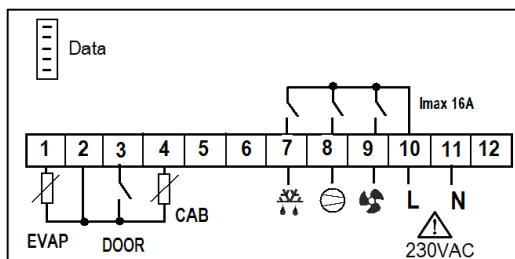 Data
Imax 16A
1 2 3 4 5 6 7 8 9 10 11 12
CAB
L N
EVAP DOOR
230VAC